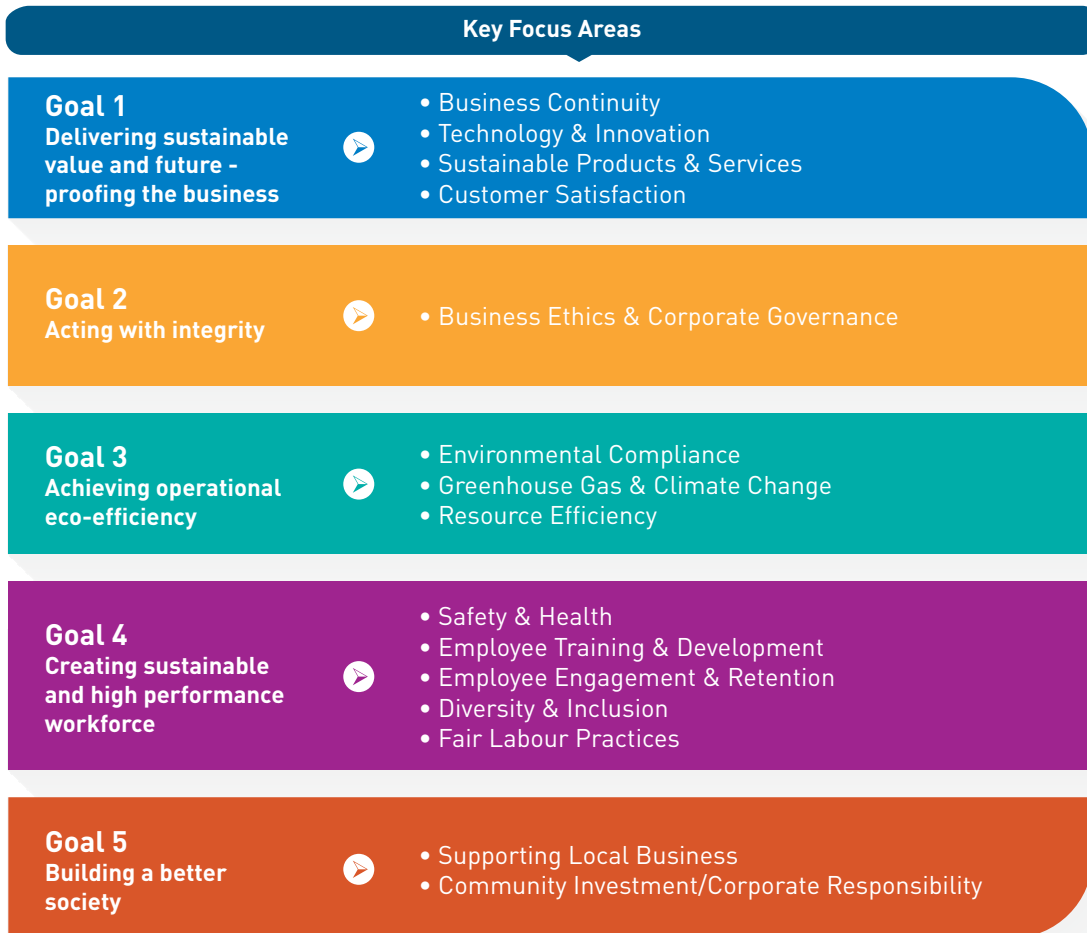 Key Focus Areas
Goal 1
Delivering sustainable
value and future -
proofing the business
• Business Continuity
• Technology & Innovation
• Sustainable Products & Services
• Customer Satisfaction
Goal 2
Acting with integrity
• Business Ethics & Corporate Governance
Goal 3
Achieving operational
eco-efficiency
• Environmental Compliance
• Greenhouse Gas & Climate Change
• Resource Efficiency
Goal 4
Creating sustainable
and high performance
workforce
• Safety & Health
• Employee Training & Development
• Employee Engagement & Retention
• Diversity & Inclusion
• Fair Labour Practices
Goal 5
Building a better
society
• Supporting Local Business
• Community Investment/Corporate Responsibility